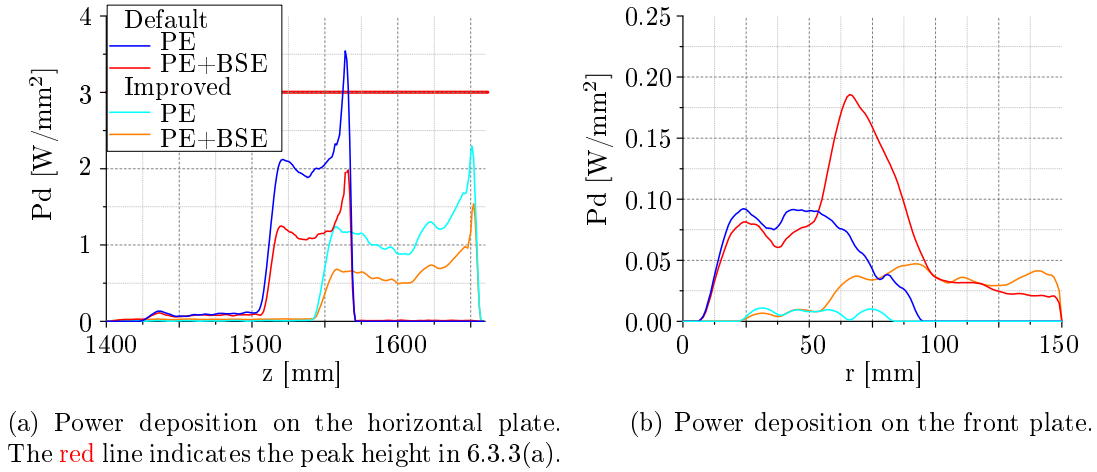 4
3
2
1
0
Pd [W/mm²]
Default
PE
PE+BSE
Improved
PE
PE+BSE
1400
1500
1600
z [mm]
0.25
0.20
0.15
0.10
0.05
0.00
Pd [W/mm²]
0
50
100
150
r [mm]
(a) Power deposition on the horizontal plate.
The red line indicates the peak height in 6.3.3(a).
(b) Power deposition on the front plate.